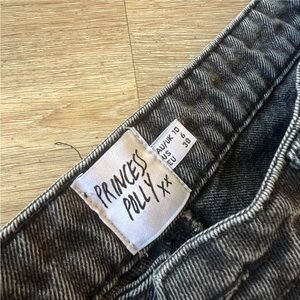 PRINCESS
POLLY xx
AU/UK 10
US 6
EU 38